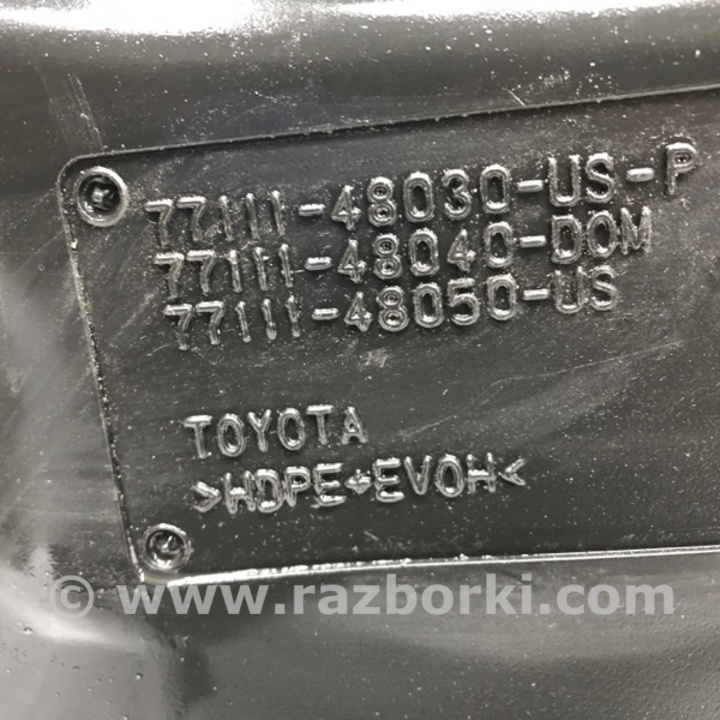 77111-48030-US-P
77111-48040-DOM
77111-48050-US
TOYOTA
>HDPE+EVOH<
© www.razborki.com